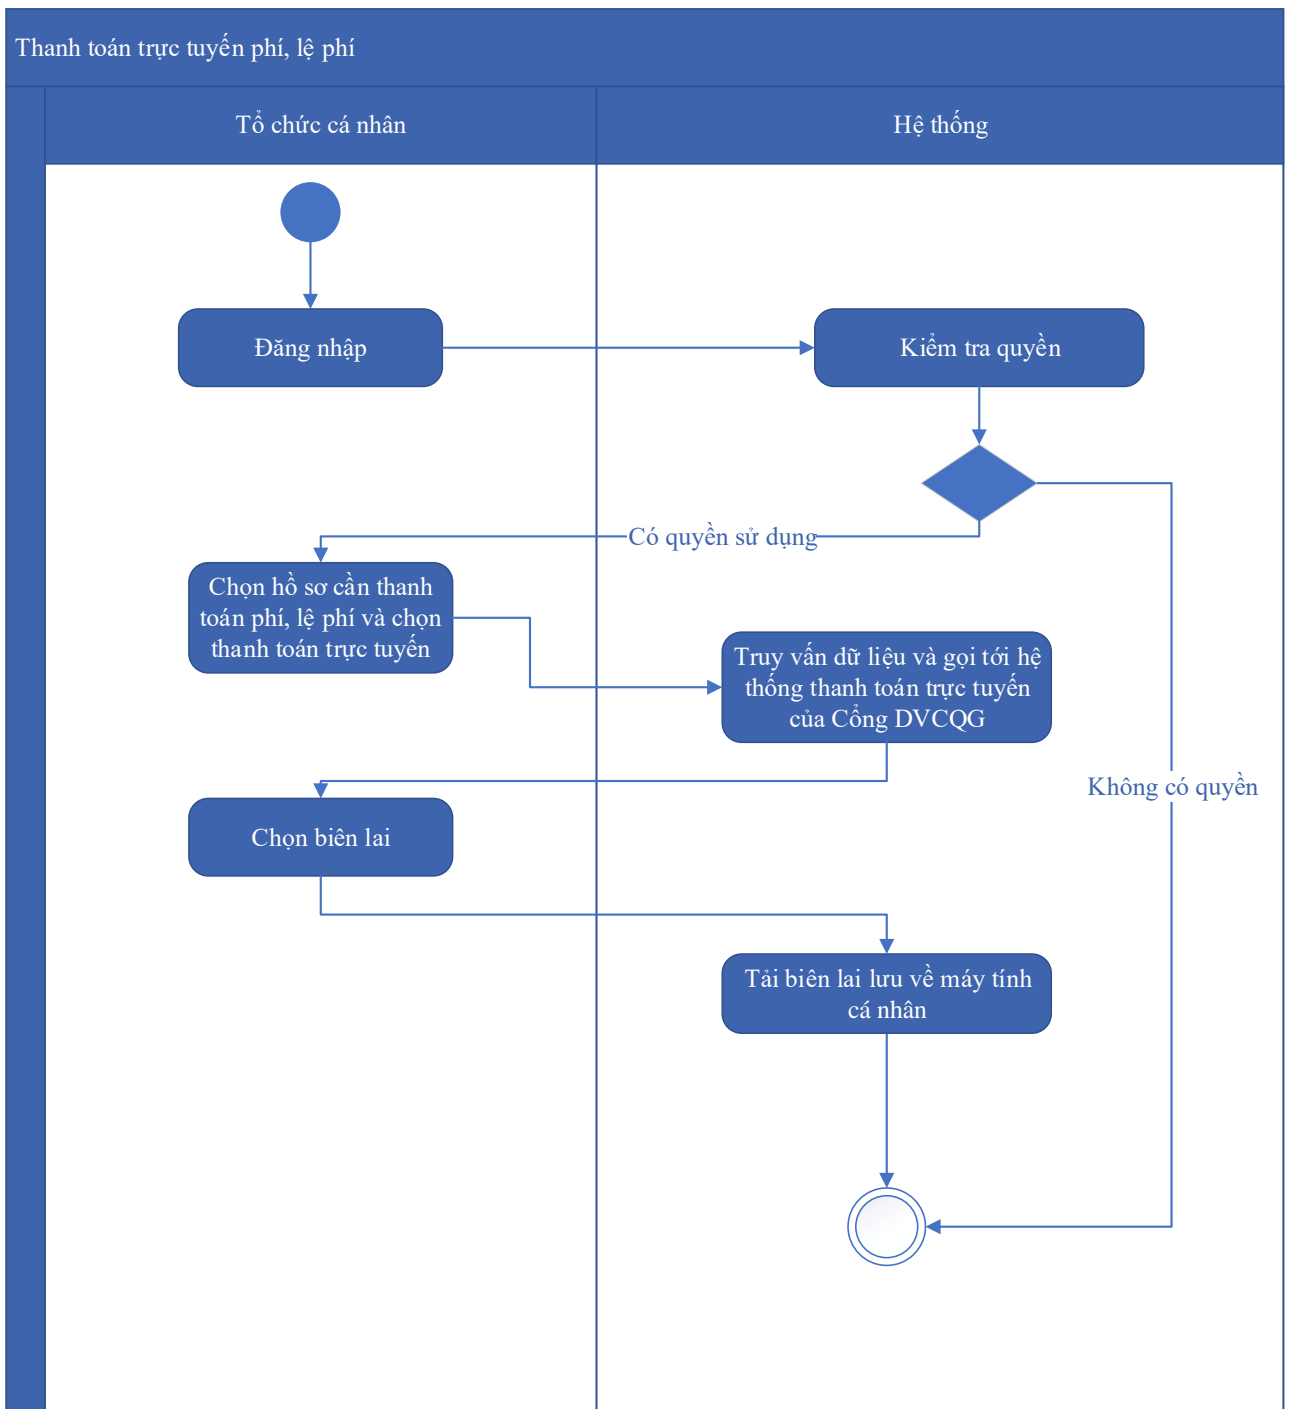 Thanh toán trực tuyến phí, lệ phí
Tổ chức cá nhân
Hệ thống
Đăng nhập
Kiểm tra quyền
Có quyền sử dụng
Chọn hồ sơ cần thanh
toán phí, lệ phí và chọn
thanh toán trực tuyến
Truy vấn dữ liệu và gọi tới hệ
thống thanh toán trực tuyến
của Cổng DVCQG
Không có quyền
Chọn biên lai
Tải biên lai lưu về máy tính
cá nhân